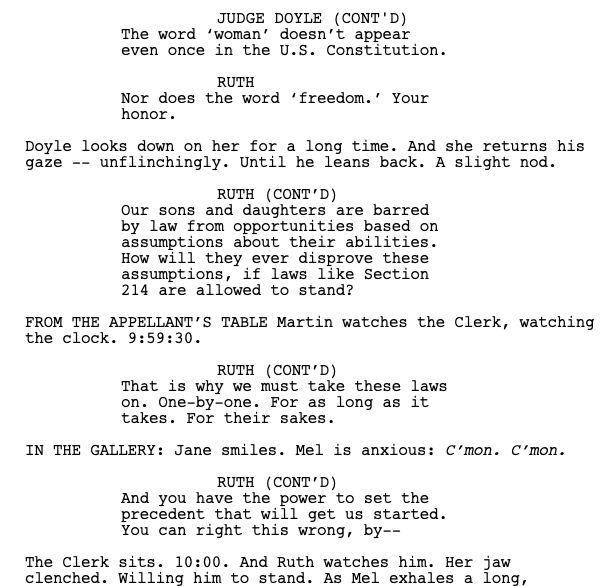 JUDGE DOYLE (CONT'D)
The word ‘woman’ doesn’t appear
even once in the U.S. Constitution.
RUTH
Nor does the word ‘freedom.’ Your
honor.
Doyle looks down on her for a long time. And she returns his
gaze -- unflinchingly. Until he leans back. A slight nod.
RUTH (CONT’D)
Our sons and daughters are barred
by law from opportunities based on
assumptions about their abilities.
How will they ever disprove these
assumptions, if laws like Section
214 are allowed to stand?
FROM THE APPELLANT’S TABLE Martin watches the Clerk, watching
the clock. 9:59:30.
RUTH (CONT’D)
That is why we must take these laws
on. One-by-one. For as long as it
takes. For their sakes.
IN THE GALLERY: Jane smiles. Mel is anxious: C’mon. C’mon.
RUTH (CONT’D)
And you have the power to set the
precedent that will get us started.
You can right this wrong, by--
The Clerk sits. 10:00. And Ruth watches him. Her jaw
clenched. Willing him to stand. As Mel exhales a long,